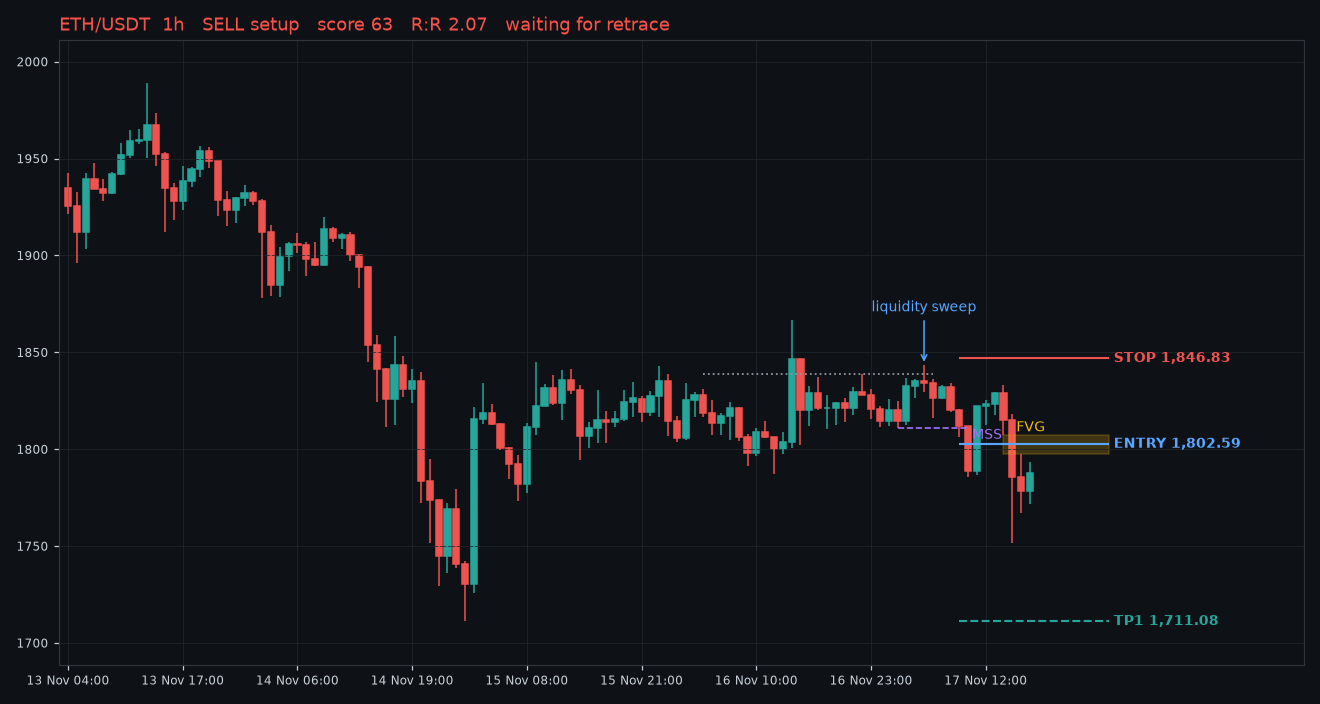 ETH/USDT 1h SELL setup score 63 R:R 2.07 waiting for retrace
2000
1950
1900
1850
1800
1750
1700
liquidity sweep
STOP 1,846.83
FVG
MSS
ENTRY 1,802.59
TP1 1,711.08
13 Nov 04:00
13 Nov 17:00
14 Nov 06:00
14 Nov 19:00
15 Nov 08:00
15 Nov 21:00
16 Nov 10:00
16 Nov 23:00
17 Nov 12:00